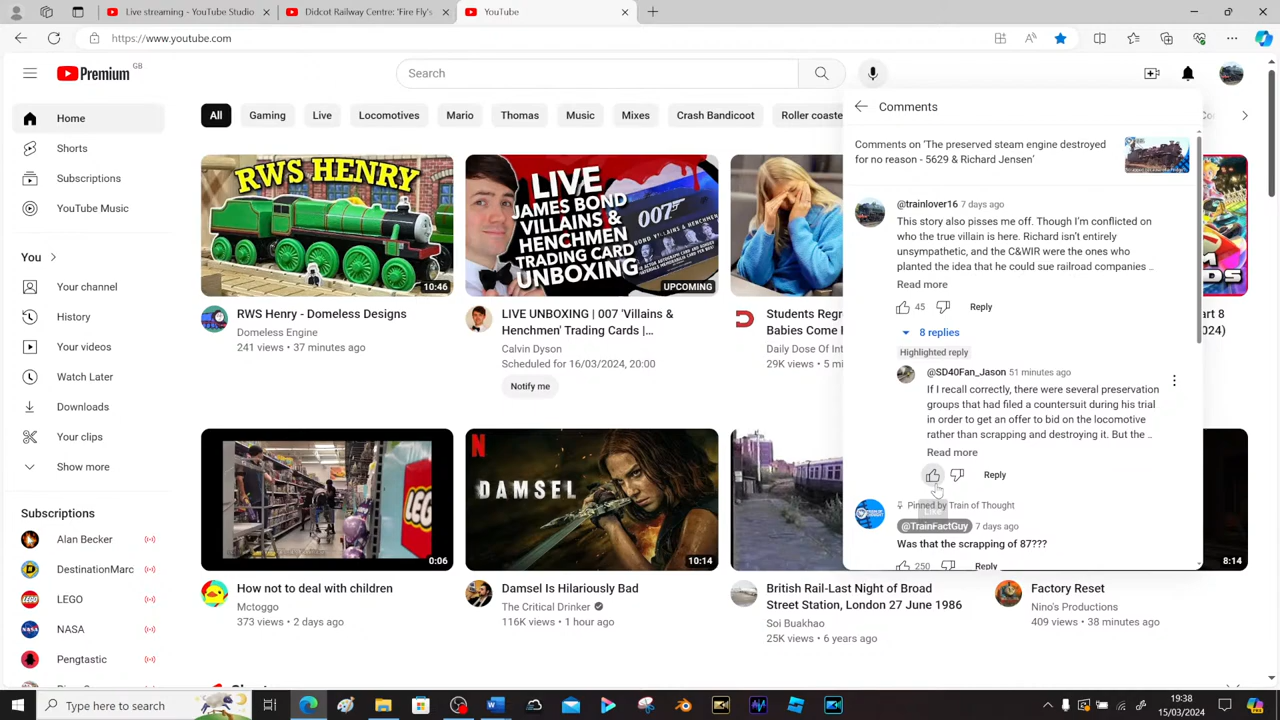 YouTube Live Streaming
Didcot Railway Centre: 'Fire Fly's
YouTube
https://www.youtube.com
Premium GB
Search
Home
Shorts
Subscriptions
YouTube Music
You
Your channel
History
Your videos
Watch Later
Downloads
Your clips
Show more
Subscriptions
Alan Becker
DestinationMarc
LEGO
NASA
Pengtastic
All
Gaming
Live
Locomotives
Mario
Thomas
Music
Mixes
Crash Bandicoot
Roller coaste
RWS HENRY
10:46
RWS Henry - Domeless Designs
Domeless Engine
241 views • 37 minutes ago
LIVE
JAMES BOND
VILLAINS &
HENCHMEN
TRADING CARD
UNBOXING
007
VILLAINS
& HENCHMEN
UPCOMING
LIVE UNBOXING | 007 'Villains &
Henchmen' Trading Cards |...
Calvin Dyson
Scheduled for 16/03/2024, 20:00
Notify me
Students Regr
Babies Come
Daily Dose Of Int
29K views • 5 mi
art 8
024)
Comments
Comments on 'The preserved steam engine destroyed
for no reason - 5629 & Richard Jensen'
@trainlover16 7 days ago
This story also pisses me off. Though I'm conflicted on
who the true villain is here. Richard isn't entirely
unsympathetic, and the C&WIR were the ones who
planted the idea that he could sue railroad companies ..
Read more
45
Reply
8 replies
Highlighted reply
@SD40Fan_Jason 51 minutes ago
If I recall correctly, there were several preservation
groups that had filed a countersuit during his trial
in order to get an offer to bid on the locomotive
rather than scrapping and destroying it. But the ..
Read more
Reply
Like
Pinned by Train of Thought
@TrainFactGuy 7 days ago
Was that the scrapping of 87???
250
Reply
LEGO
0:06
How not to deal with children
Mctoggo
373 views • 2 days ago
N
DAMSEL
10:14
Damsel Is Hilariously Bad
The Critical Drinker
116K views • 1 hour ago
British Rail-Last Night of Broad
Street Station, London 27 June 1986
Soi Buakhao
25K views • 6 years ago
8:14
Factory Reset
Nino's Productions
409 views • 38 minutes ago
Type here to search
19:38
15/03/2024